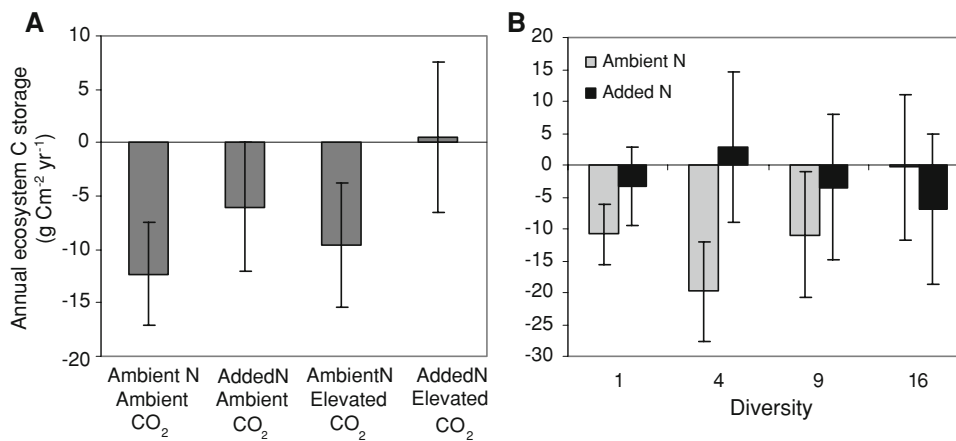 A
B
Annual ecosystem C storage
(g Cm⁻² yr⁻¹)
10
5
0
-5
-10
-15
-20
Ambient N
Ambient
CO₂
AddedN
Ambient
CO₂
AmbientN
Elevated
CO₂
AddedN
Elevated
CO₂
20
15
10
5
0
-5
-10
-15
-20
-25
-30
Ambient N
Added N
1 4 9 16
Diversity